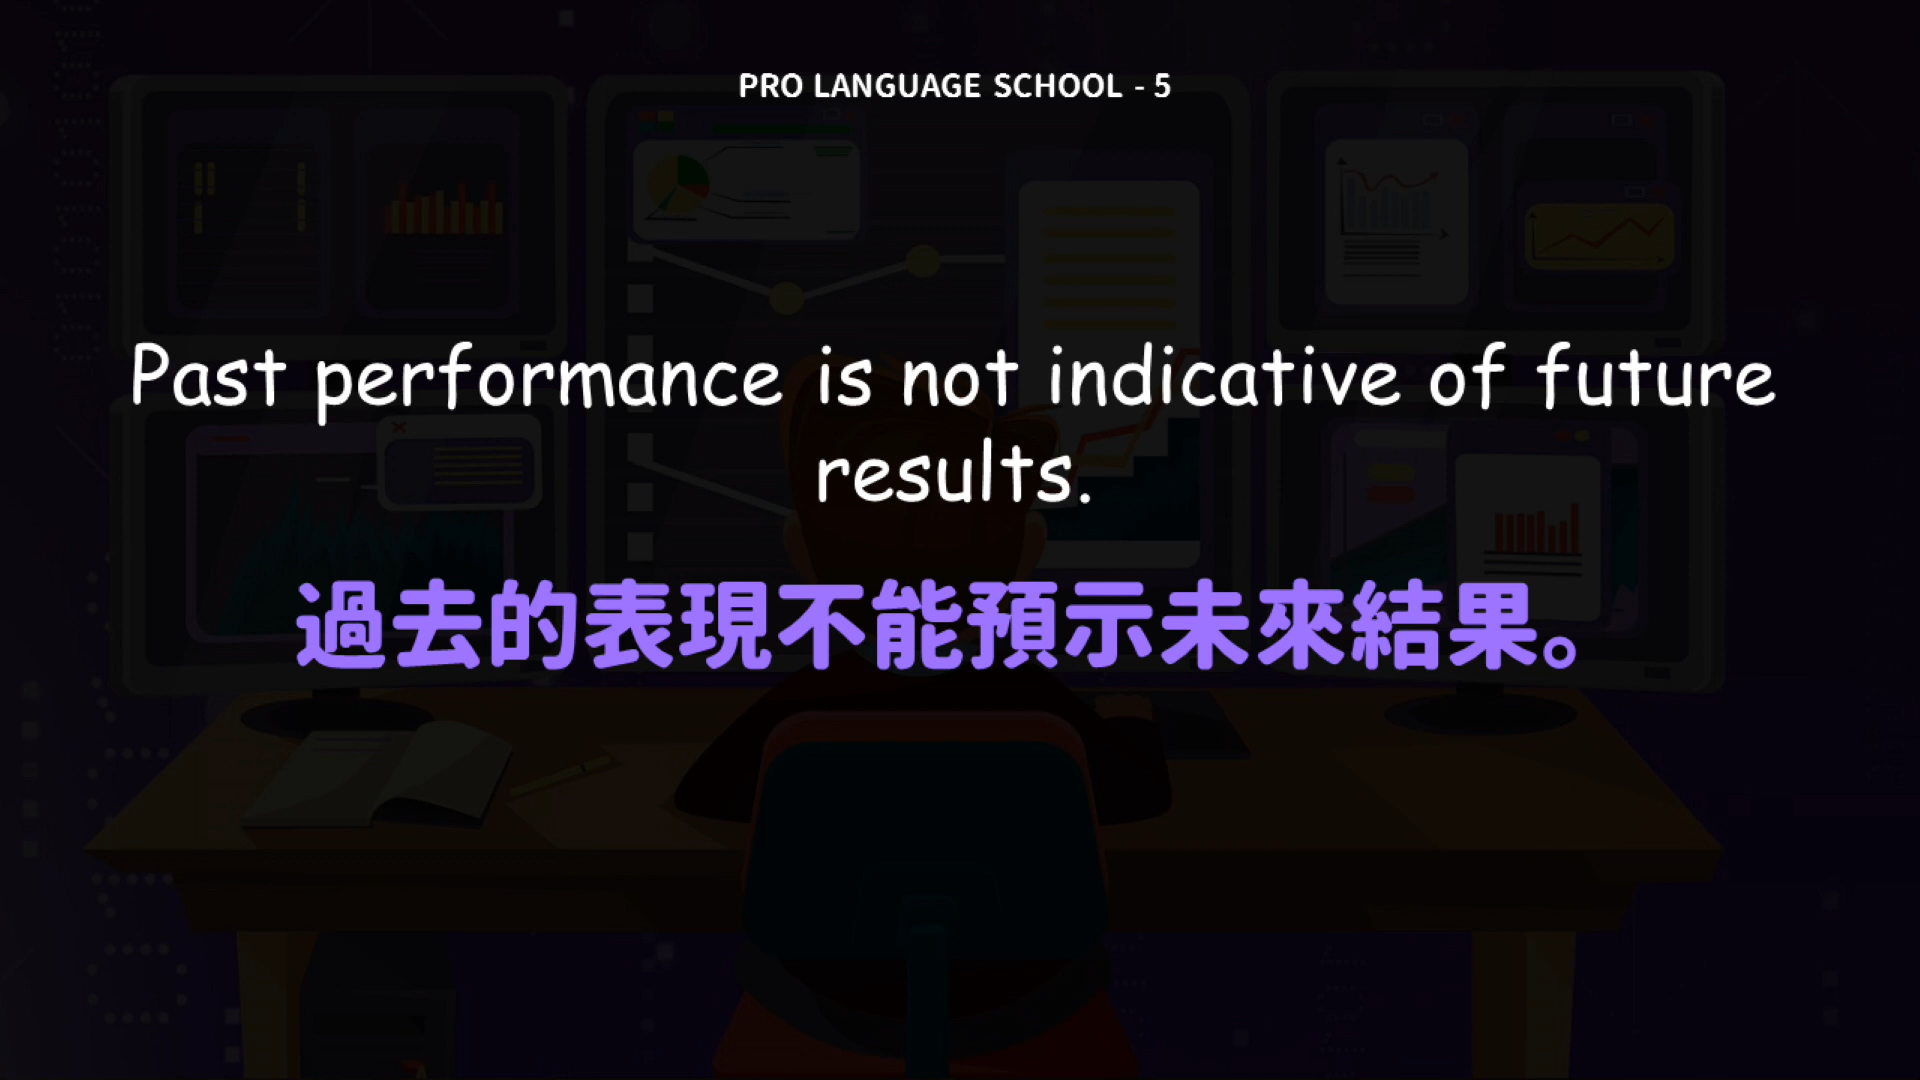 PRO LANGUAGE SCHOOL - 5
Past performance is not indicative of future
results.
過去的表現不能預示未來結果。